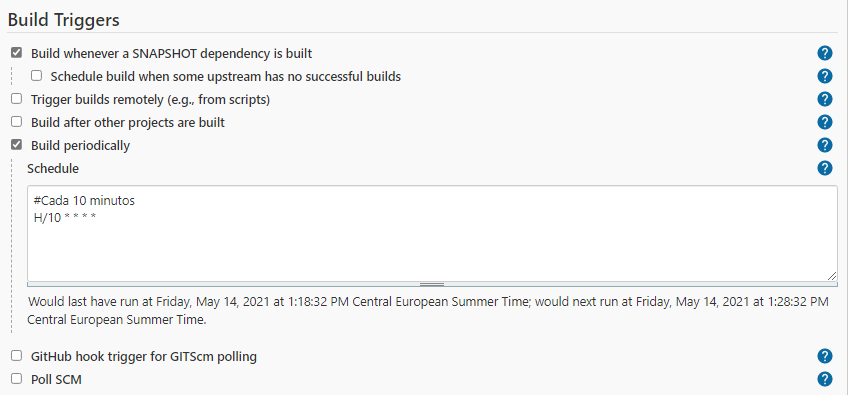 Build Triggers
Build whenever a SNAPSHOT dependency is built
Schedule build when some upstream has no successful builds
Trigger builds remotely (e.g., from scripts)
Build after other projects are built
Build periodically
Schedule
#Cada 10 minutos
H/10 * * * *
Would last have run at Friday, May 14, 2021 at 1:18:32 PM Central European Summer Time; would next run at Friday, May 14, 2021 at 1:28:32 PM
Central European Summer Time.
GitHub hook trigger for GITScm polling
Poll SCM